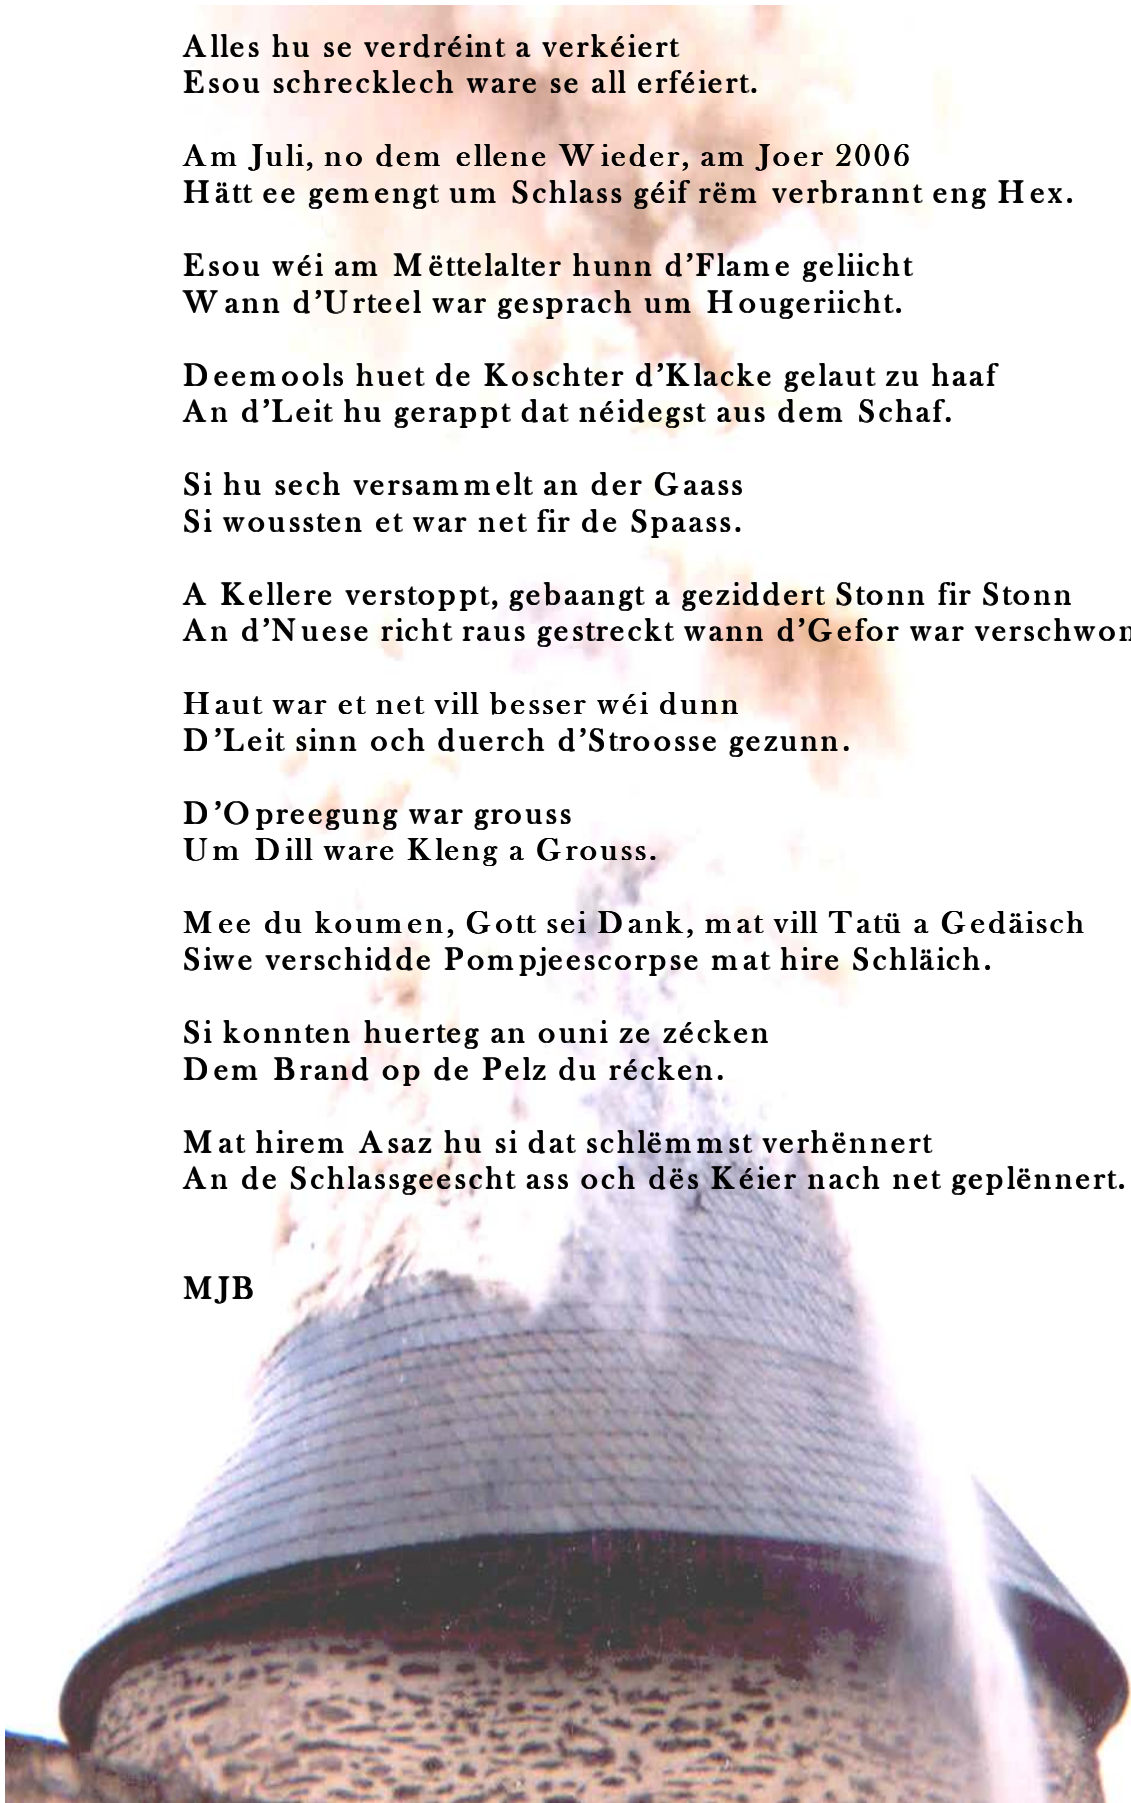 Alles hu se verdréint a verkéiert
Esou schrecklech ware se all erféiert.
Am Juli, no dem ellene Wieder, am Joer 2006
Hätt ee gemengt um Schlass géif rëm verbrannt eng Hex.
Esou wéi am Mëttelalter hunn d’Flame geliicht
Wann d’Urteel war gesprach um Hougeriicht.
Deemools huet de Koschter d’Klacke gelaut zu haaf
An d’Leit hu gerappt dat néidegst aus dem Schaf.
Si hu sech versammelt an der Gaass
Si woussten et war net fir de Spaass.
A Kellere verstoppt, gebaangt a geziddert Stonn fir Stonn
An d’Nuese richt raus gestreckt wann d’Gefor war
Haut war et net vill besser wéi dunn
D’Leit sinn och duerch d’Stroosse gezunn.
D’Opreegung war grouss
Um Dill ware Kleng a Grouss.
Mee du koumen, Gott sei Dank, mat vill Tatü a Gedäisch
Siwe verschidde Pompjeescorpse mat hire Schläich.
Si konnten huerteg an ouni ze zécken
Dem Brand op de Pelz du récken.
Mat hirem Asaz hu si dat schlëmmst verhënnert
An de Schlassgeescht ass och dës Kéier nach net geplënnert.
MJB